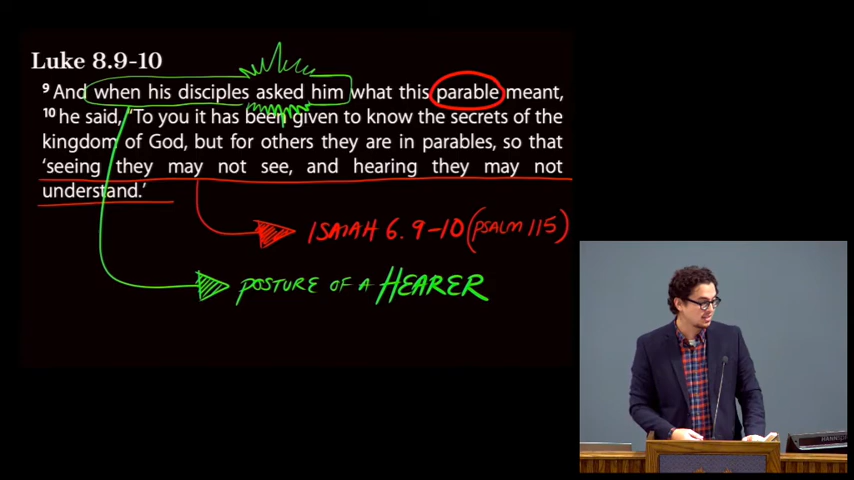 Luke 8.9-10
9 And when his disciples asked him what this parable meant,
10 he said, "To you it has been given to know the secrets of the
kingdom of God, but for others they are in parables, so that
'seeing they may not see, and hearing they may not
understand.'
ISAIAH 6. 9-10 (PSALM 115)
POSTURE OF A HEARER